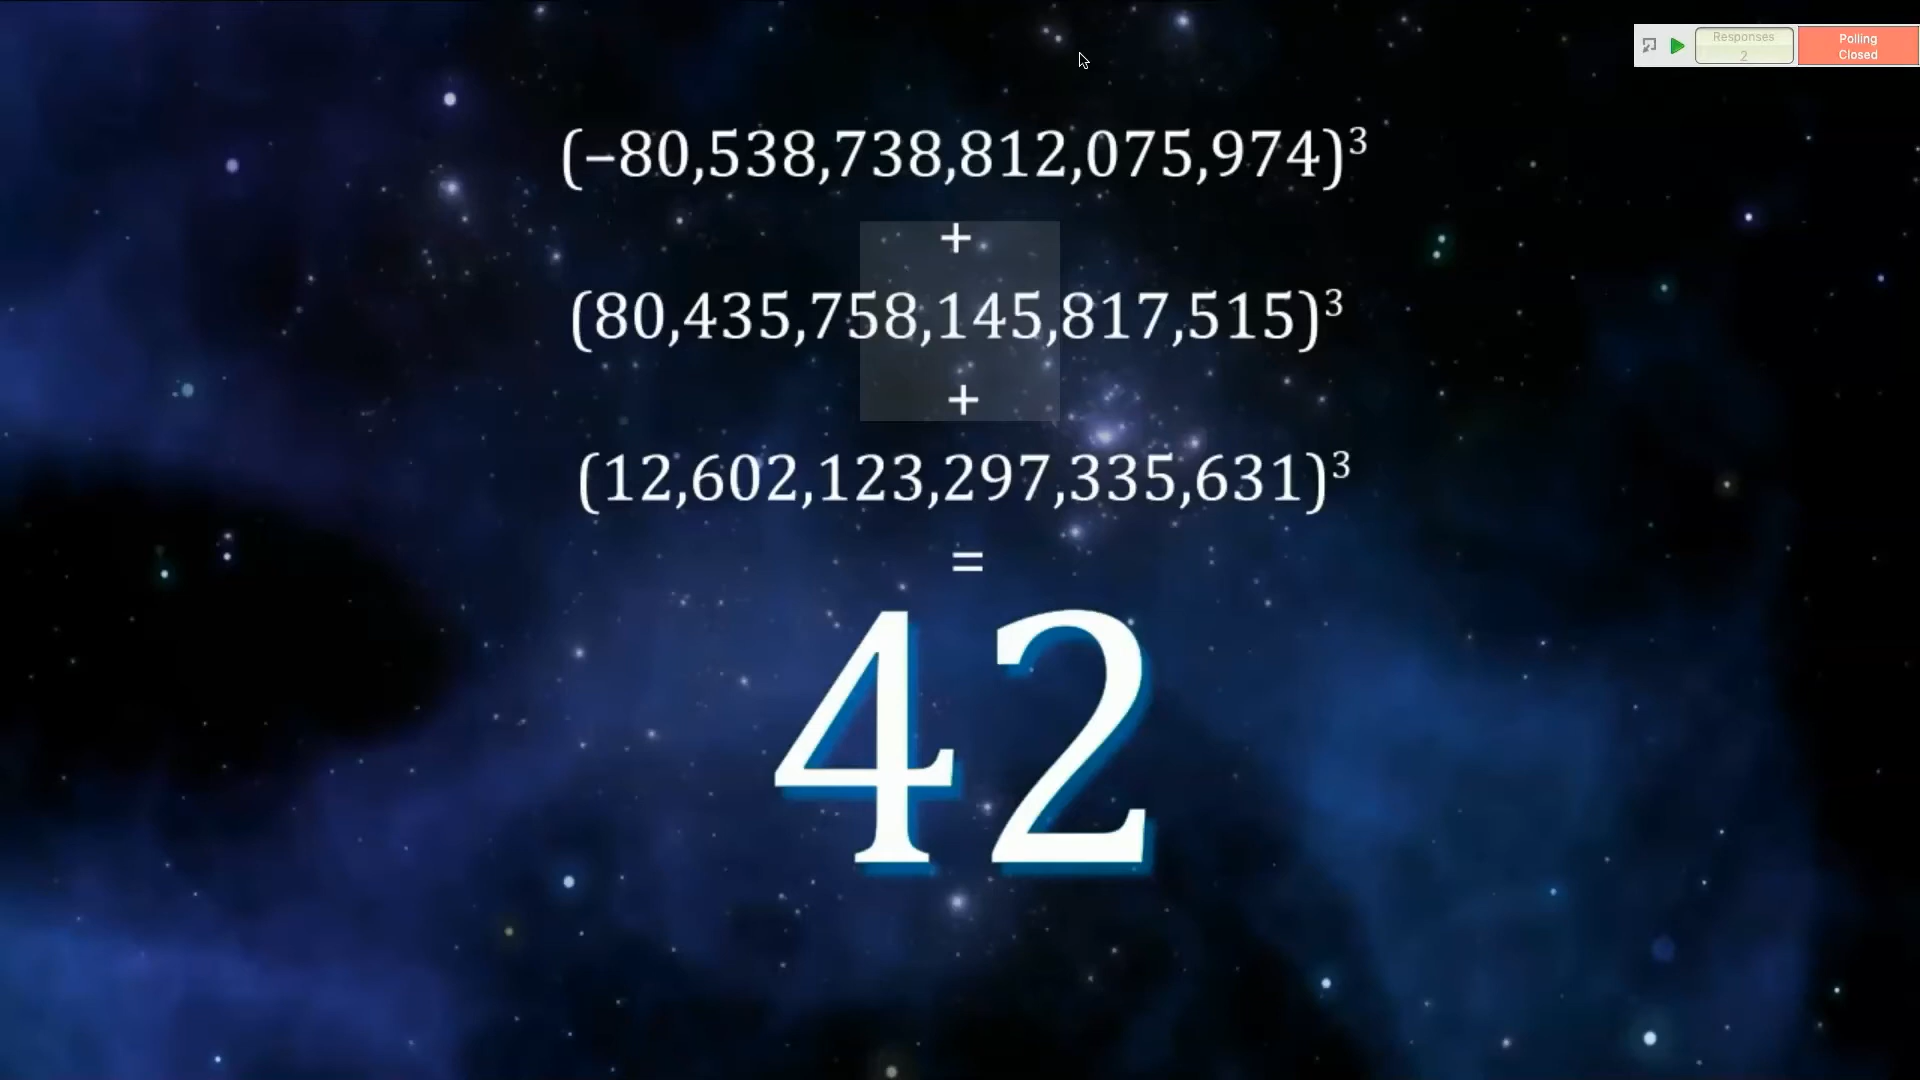 Responses
2
Polling
Closed
(–80,538,738,812,075,974)³
+
(80,435,758,145,817,515)³
+
(12,602,123,297,335,631)³
=
42